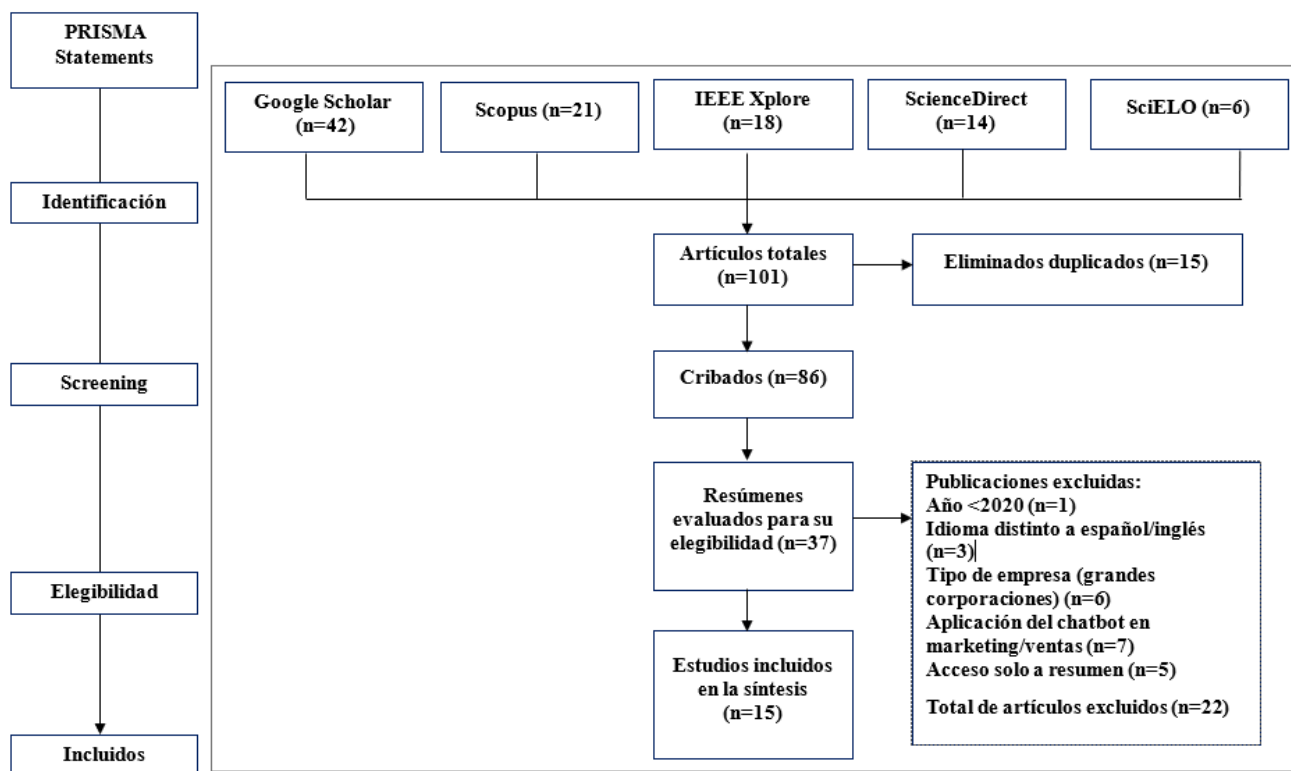 PRISMA
Statements
Identificación
Screening
Elegibilidad
Incluidos
Google Scholar
(n=42)
Scopus (n=21)
IEEE Xplore
(n=18)
ScienceDirect
(n=14)
SciELO (n=6)
Artículos totales
(n=101)
Eliminados duplicados (n=15)
Cribados (n=86)
Resúmenes
evaluados para su
elegibilidad (n=37)
Publicaciones excluidas:
Año <2020 (n=1)
Idioma distinto a español/inglés
(n=3)
Tipo de empresa (grandes
corporaciones) (n=6)
Aplicación del chatbot en
marketing/ventas (n=7)
Acceso solo a resumen (n=5)
Total de artículos excluidos (n=22)
Estudios incluidos
en la síntesis
(n=15)